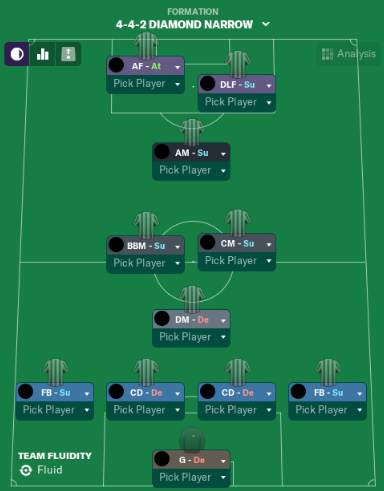 FORMATION
4-4-2 DIAMOND NARROW
Analysis
AF - At
Pick Player
DLF - Su
Pick Player
AM - Su
Pick Player
BBM - Su
Pick Player
CM - Su
Pick Player
DM - De
Pick Player
FB - Su
Pick Player
CD - De
Pick Player
CD - De
Pick Player
FB - Su
Pick Player
TEAM FLUIDITY
Fluid
G - De
Pick Player